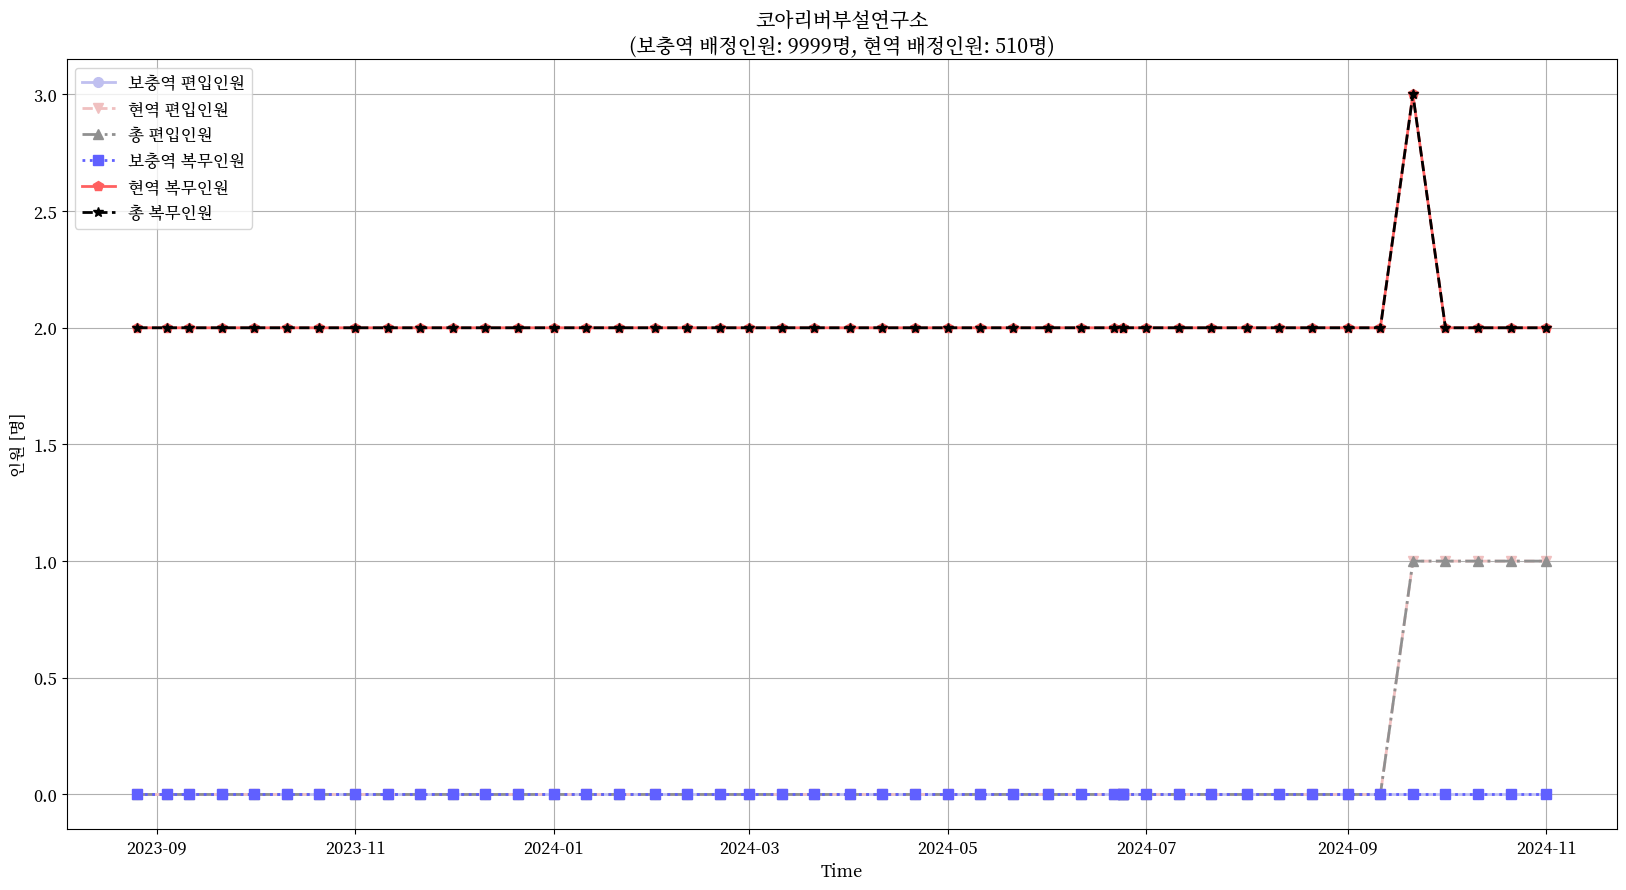 코아리버부설연구소
(보충역 배정인원: 9999명, 현역 배정인원: 510명)
보충역 편입인원
현역 편입인원
총 편입인원
보충역 복무인원
현역 복무인원
총 복무인원
3.0
2.5
2.0
1.5
1.0
0.5
0.0
인원 [명]
2023-09
2023-11
2024-01
2024-03
2024-05
2024-07
2024-09
2024-11
Time